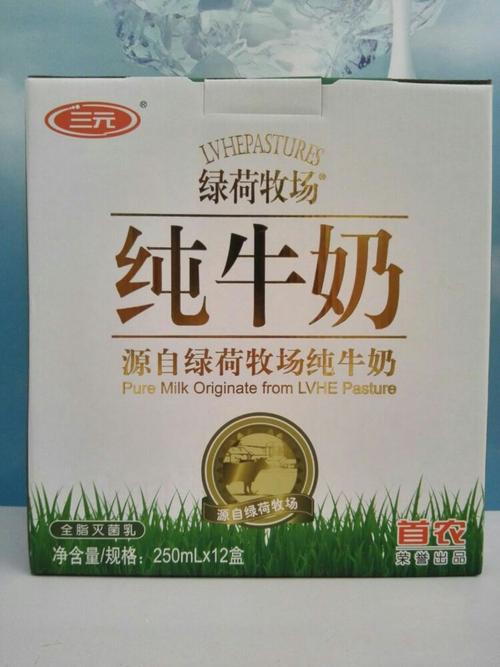 三元®
LVHEPASTURES
绿荷牧场®
纯牛奶
源自绿荷牧场纯牛奶
Pure Milk Originate from LVHE Pasture
源自绿荷牧场
全脂灭菌乳
净含量/规格：250mLx12盒
首农
荣誉出品